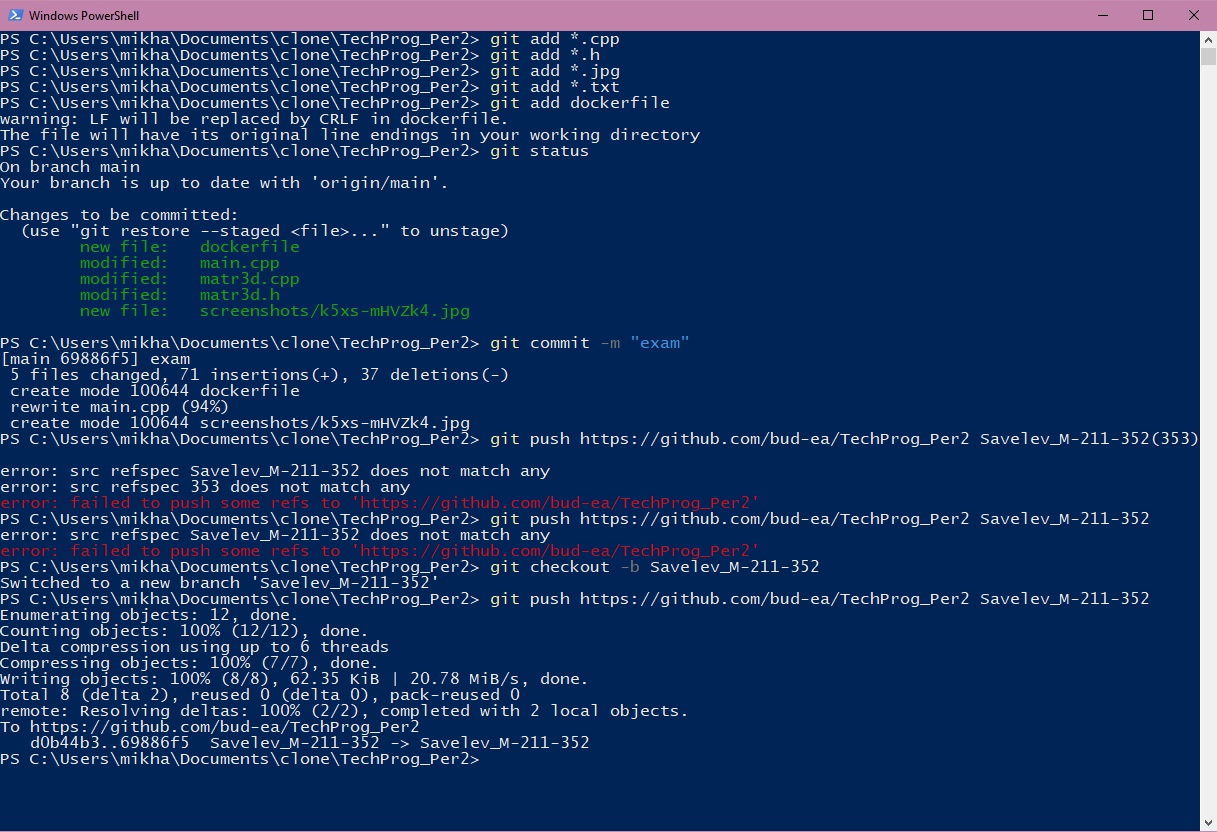 Windows PowerShell
PS C:\Users\mikha\Documents\clone\TechProg_Per2> git add *.cpp
PS C:\Users\mikha\Documents\clone\TechProg_Per2> git add *.h
PS C:\Users\mikha\Documents\clone\TechProg_Per2> git add *.jpg
PS C:\Users\mikha\Documents\clone\TechProg_Per2> git add *.txt
PS C:\Users\mikha\Documents\clone\TechProg_Per2> git add dockerfile
warning: LF will be replaced by CRLF in dockerfile.
The file will have its original line endings in your working directory
PS C:\Users\mikha\Documents\clone\TechProg_Per2> git status
On branch main
Your branch is up to date with 'origin/main'.
Changes to be committed:
  (use "git restore --staged <file>..." to unstage)
        new file:   dockerfile
        modified:   main.cpp
        modified:   matr3d.cpp
        modified:   matr3d.h
        new file:   screenshots/k5xs-mHVZk4.jpg
PS C:\Users\mikha\Documents\clone\TechProg_Per2> git commit -m "exam"
[main 69886f5] exam
 5 files changed, 71 insertions(+), 37 deletions(-)
 create mode 100644 dockerfile
 rewrite main.cpp (94%)
 create mode 100644 screenshots/k5xs-mHVZk4.jpg
PS C:\Users\mikha\Documents\clone\TechProg_Per2> git push https://github.com/bud-ea/TechProg_Per2 Savelev_M-211-352(353)
error: src refspec Savelev_M-211-352 does not match any
error: src refspec 353 does not match any
error: failed to push some refs to 'https://github.com/bud-ea/TechProg_Per2'
PS C:\Users\mikha\Documents\clone\TechProg_Per2> git push https://github.com/bud-ea/TechProg_Per2 Savelev_M-211-352
error: src refspec Savelev_M-211-352 does not match any
error: failed to push some refs to 'https://github.com/bud-ea/TechProg_Per2'
PS C:\Users\mikha\Documents\clone\TechProg_Per2> git checkout -b Savelev_M-211-352
Switched to a new branch 'Savelev_M-211-352'
PS C:\Users\mikha\Documents\clone\TechProg_Per2> git push https://github.com/bud-ea/TechProg_Per2 Savelev_M-211-352
Enumerating objects: 12, done.
Counting objects: 100% (12/12), done.
Delta compression using up to 6 threads
Compressing objects: 100% (7/7), done.
Writing objects: 100% (8/8), 62.35 KiB | 20.78 MiB/s, done.
Total 8 (delta 2), reused 0 (delta 0), pack-reused 0
remote: Resolving deltas: 100% (2/2), completed with 2 local objects.
To https://github.com/bud-ea/TechProg_Per2
   d0b44b3..69886f5  Savelev_M-211-352 -> Savelev_M-211-352
PS C:\Users\mikha\Documents\clone\TechProg_Per2>